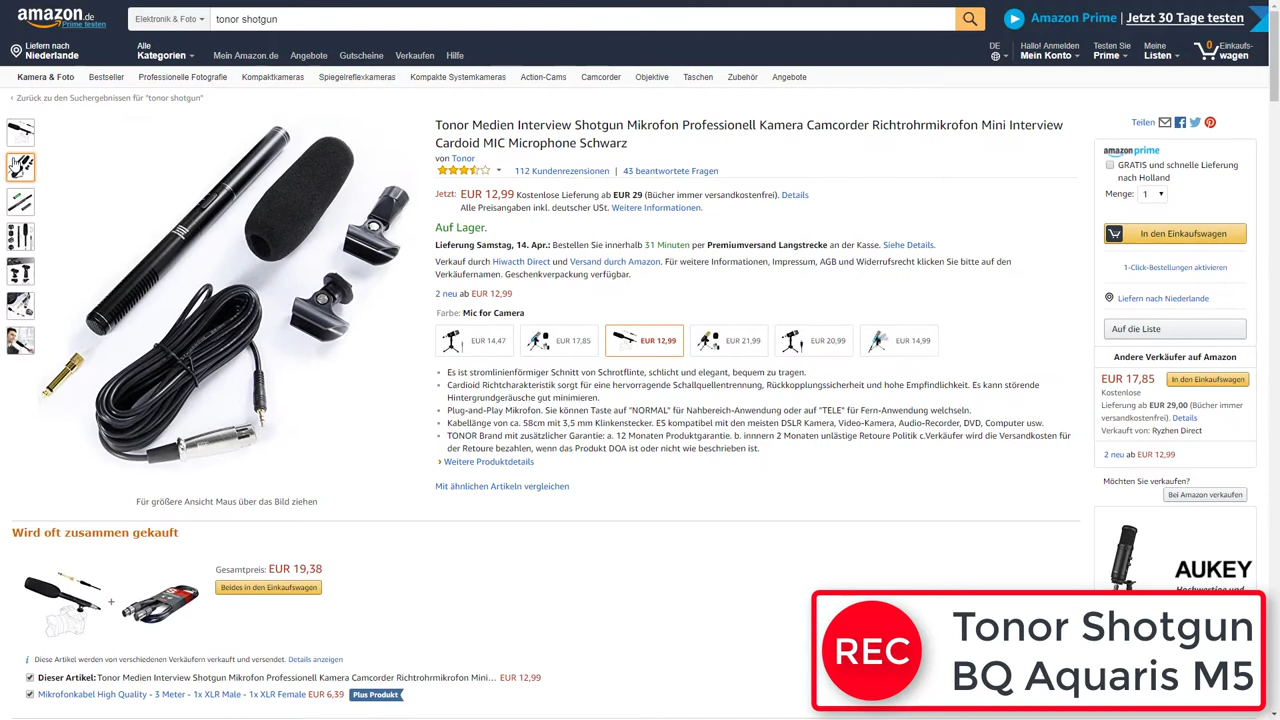 amazon.de
Prime testen
Elektronik & Foto
tonor shotgun
Amazon Prime | Jetzt 30 Tage testen
Liefern nach
Niederlande
Alle
Kategorien
Mein Amazon.de
Angebote
Gutscheine
Verkaufen
Hilfe
DE
Hallo! Anmelden
Mein Konto
Testen Sie
Prime
Meine
Listen
0
Einkaufs-
wagen
Kamera & Foto
Bestseller
Professionelle Fotografie
Kompaktkameras
Spiegelreflexkameras
Kompakte Systemkameras
Action-Cams
Camcorder
Objektive
Taschen
Zubehör
Angebote
‹ Zurück zu den Suchergebnissen für "tonor shotgun"
Tonor Medien Interview Shotgun Mikrofon Professionell Kamera Camcorder Richtrohrmikrofon Mini Interview
Cardoid MIC Microphone Schwarz
von Tonor
112 Kundenrezensionen | 43 beantwortete Fragen
Jetzt: EUR 12,99 Kostenlose Lieferung ab EUR 29 (Bücher immer versandkostenfrei). Details
Alle Preisangaben inkl. deutscher USt. Weitere Informationen.
Auf Lager.
Lieferung Samstag, 14. Apr.: Bestellen Sie innerhalb 31 Minuten per Premiumversand Langstrecke an der Kasse. Siehe Details.
Verkauf durch Hiwacth Direct und Versand durch Amazon. Für weitere Informationen, Impressum, AGB und Widerrufsrecht klicken Sie bitte auf den
Verkäufernamen. Geschenkverpackung verfügbar.
2 neu ab EUR 12,99
Farbe: Mic for Camera
EUR 14,47
EUR 17,85
EUR 12,99
EUR 21,99
EUR 20,99
EUR 14,99
Es ist stromlinienförmiger Schnitt von Schrotflinte, schlicht und elegant, bequem zu tragen.
Cardioid Richtcharakteristik sorgt für eine hervorragende Schallquellentrennung, Rückkopplungssicherheit und hohe Empfindlichkeit. Es kann störende
Hintergrundgeräusche gut minimieren.
Plug-and-Play Mikrofon. Sie können Taste auf "NORMAL" für Nahbereich-Anwendung oder auf "TELE" für Fern-Anwendung welchseln.
Kabellänge von ca. 58cm mit 3,5 mm Klinkenstecker. ES kompatibel mit den meisten DSLR Kamera, Video-Kamera, Audio-Recorder, DVD, Computer usw.
TONOR Brand mit zusätzlicher Garantie: a. 12 Monaten Produktgarantie. b. innnern 2 Monaten unlästige Retoure Politik c.Verkäufer wird die Versandkosten für
der Retoure bezahlen, wenn das Produkt DOA ist oder nicht wie beschrieben ist.
› Weitere Produktdetails
Mit ähnlichen Artikeln vergleichen
Für größere Ansicht Maus über das Bild ziehen
Teilen
amazon prime
GRATIS und schnelle Lieferung
nach Holland
Menge: 1
In den Einkaufswagen
1-Click-Bestellungen aktivieren
Liefern nach Niederlande
Auf die Liste
Andere Verkäufer auf Amazon
EUR 17,85
In den Einkaufswagen
Kostenlose
Lieferung ab EUR 29,00 (Bücher immer
versandkostenfrei). Details
Verkauft von: Ryzhen Direct
2 neu ab EUR 12,99
Möchten Sie verkaufen?
Bei Amazon verkaufen
AUKEY
Wird oft zusammen gekauft
Gesamtpreis: EUR 19,38
Beides in den Einkaufswagen
+
i Diese Artikel werden von verschiedenen Verkäufern verkauft und versendet. Details anzeigen
Dieser Artikel: Tonor Medien Interview Shotgun Mikrofon Professionell Kamera Camcorder Richtrohrmikrofon Mini… EUR 12,99
Mikrofonkabel High Quality - 3 Meter - 1x XLR Male - 1x XLR Female EUR 6,39 Plus Produkt
REC
Tonor Shotgun
BQ Aquaris M5